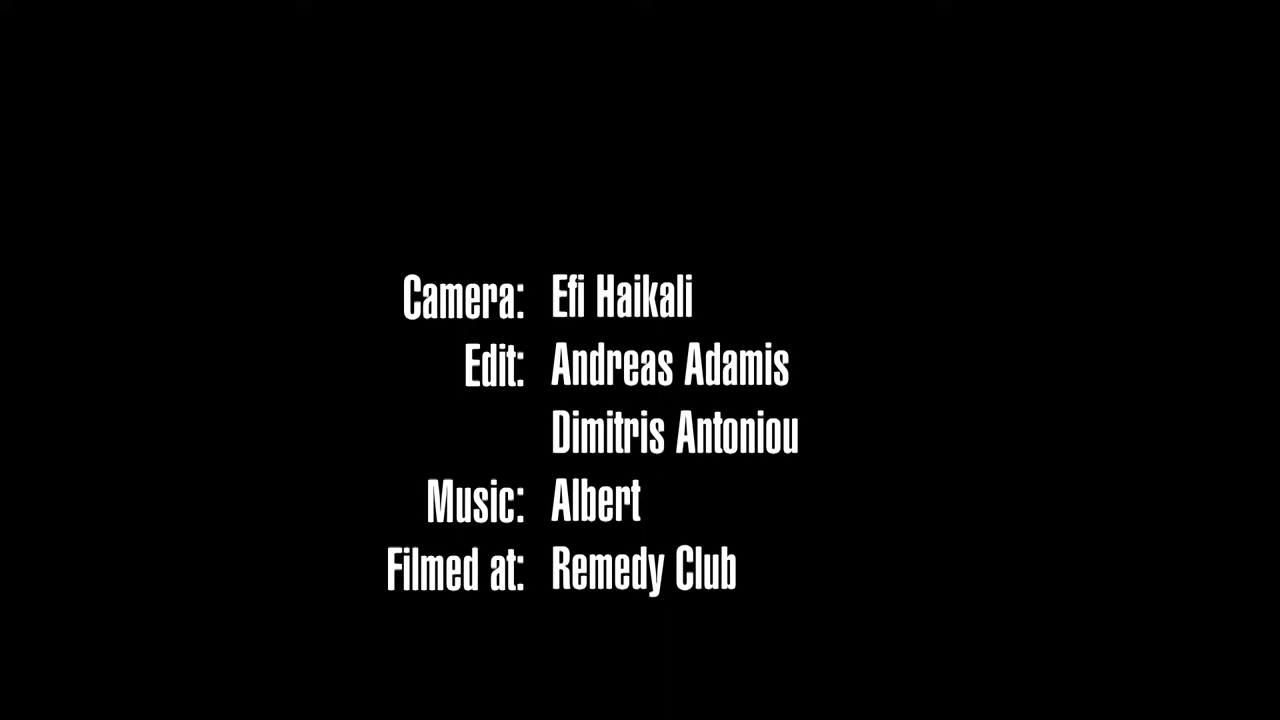 Camera: Efi Haikali
Edit: Andreas Adamis
Dimitris Antoniou
Music: Albert
Filmed at: Remedy Club